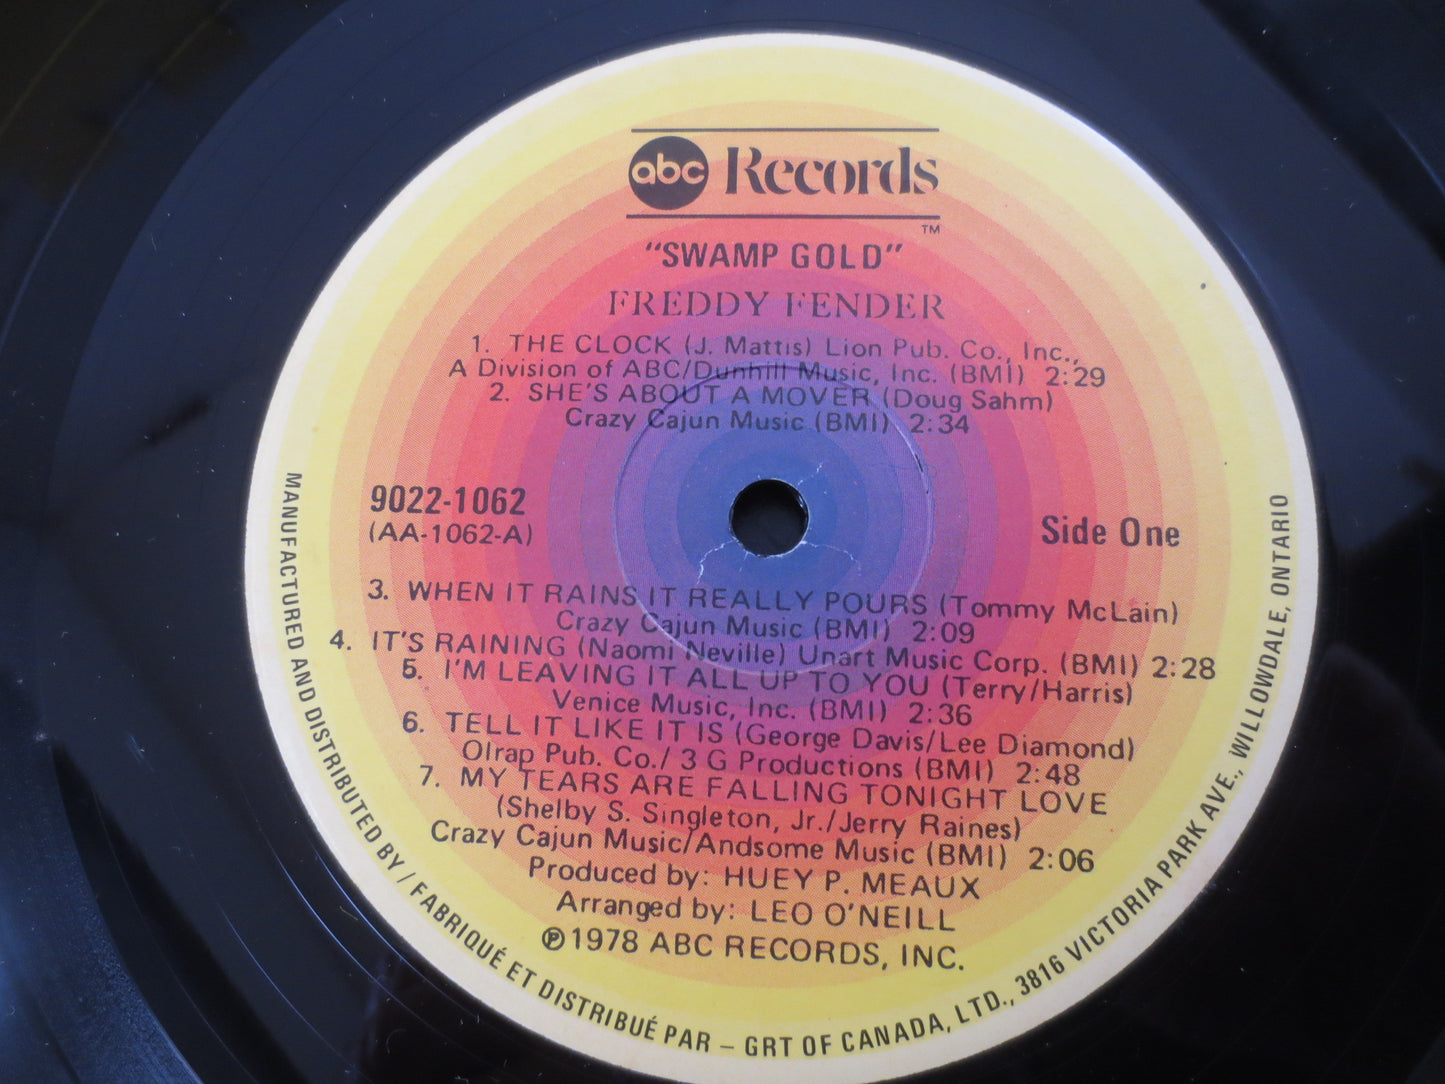 abc Records
TM
"SWAMP GOLD"
FREDDY FENDER
1. THE CLOCK (J. Mattis) Lion Pub. Co., Inc.,
A Division of ABC/Dunhill Music, Inc. (BMI) 2:29
2. SHE'S ABOUT A MOVER (Doug Sahm)
Crazy Cajun Music (BMI) 2:34
9022-1062
(AA-1062-A)
Side One
3. WHEN IT RAINS IT REALLY POURS (Tommy McLain)
Crazy Cajun Music (BMI) 2:09
4. IT'S RAINING (Naomi Neville) Unart Music Corp. (BMI) 2:28
5. I'M LEAVING IT ALL UP TO YOU (Terry/Harris)
Venice Music, Inc. (BMI) 2:36
6. TELL IT LIKE IT IS (George Davis/Lee Diamond)
Olrap Pub. Co./ 3 G Productions (BMI) 2:48
7. MY TEARS ARE FALLING TONIGHT LOVE
(Shelby S. Singleton, Jr./Jerry Raines)
Crazy Cajun Music/Andsome Music (BMI) 2:06
Produced by: HUEY P. MEAUX
Arranged by: LEO O'NEILL
℗1978 ABC RECORDS, INC.
MANUFACTURED AND DISTRIBUTED BY / FABRIQUÉ ET DISTRIBUÉ PAR – GRT OF CANADA, LTD., 3816 VICTORIA PARK AVE., WILLOWDALE, ONTARIO